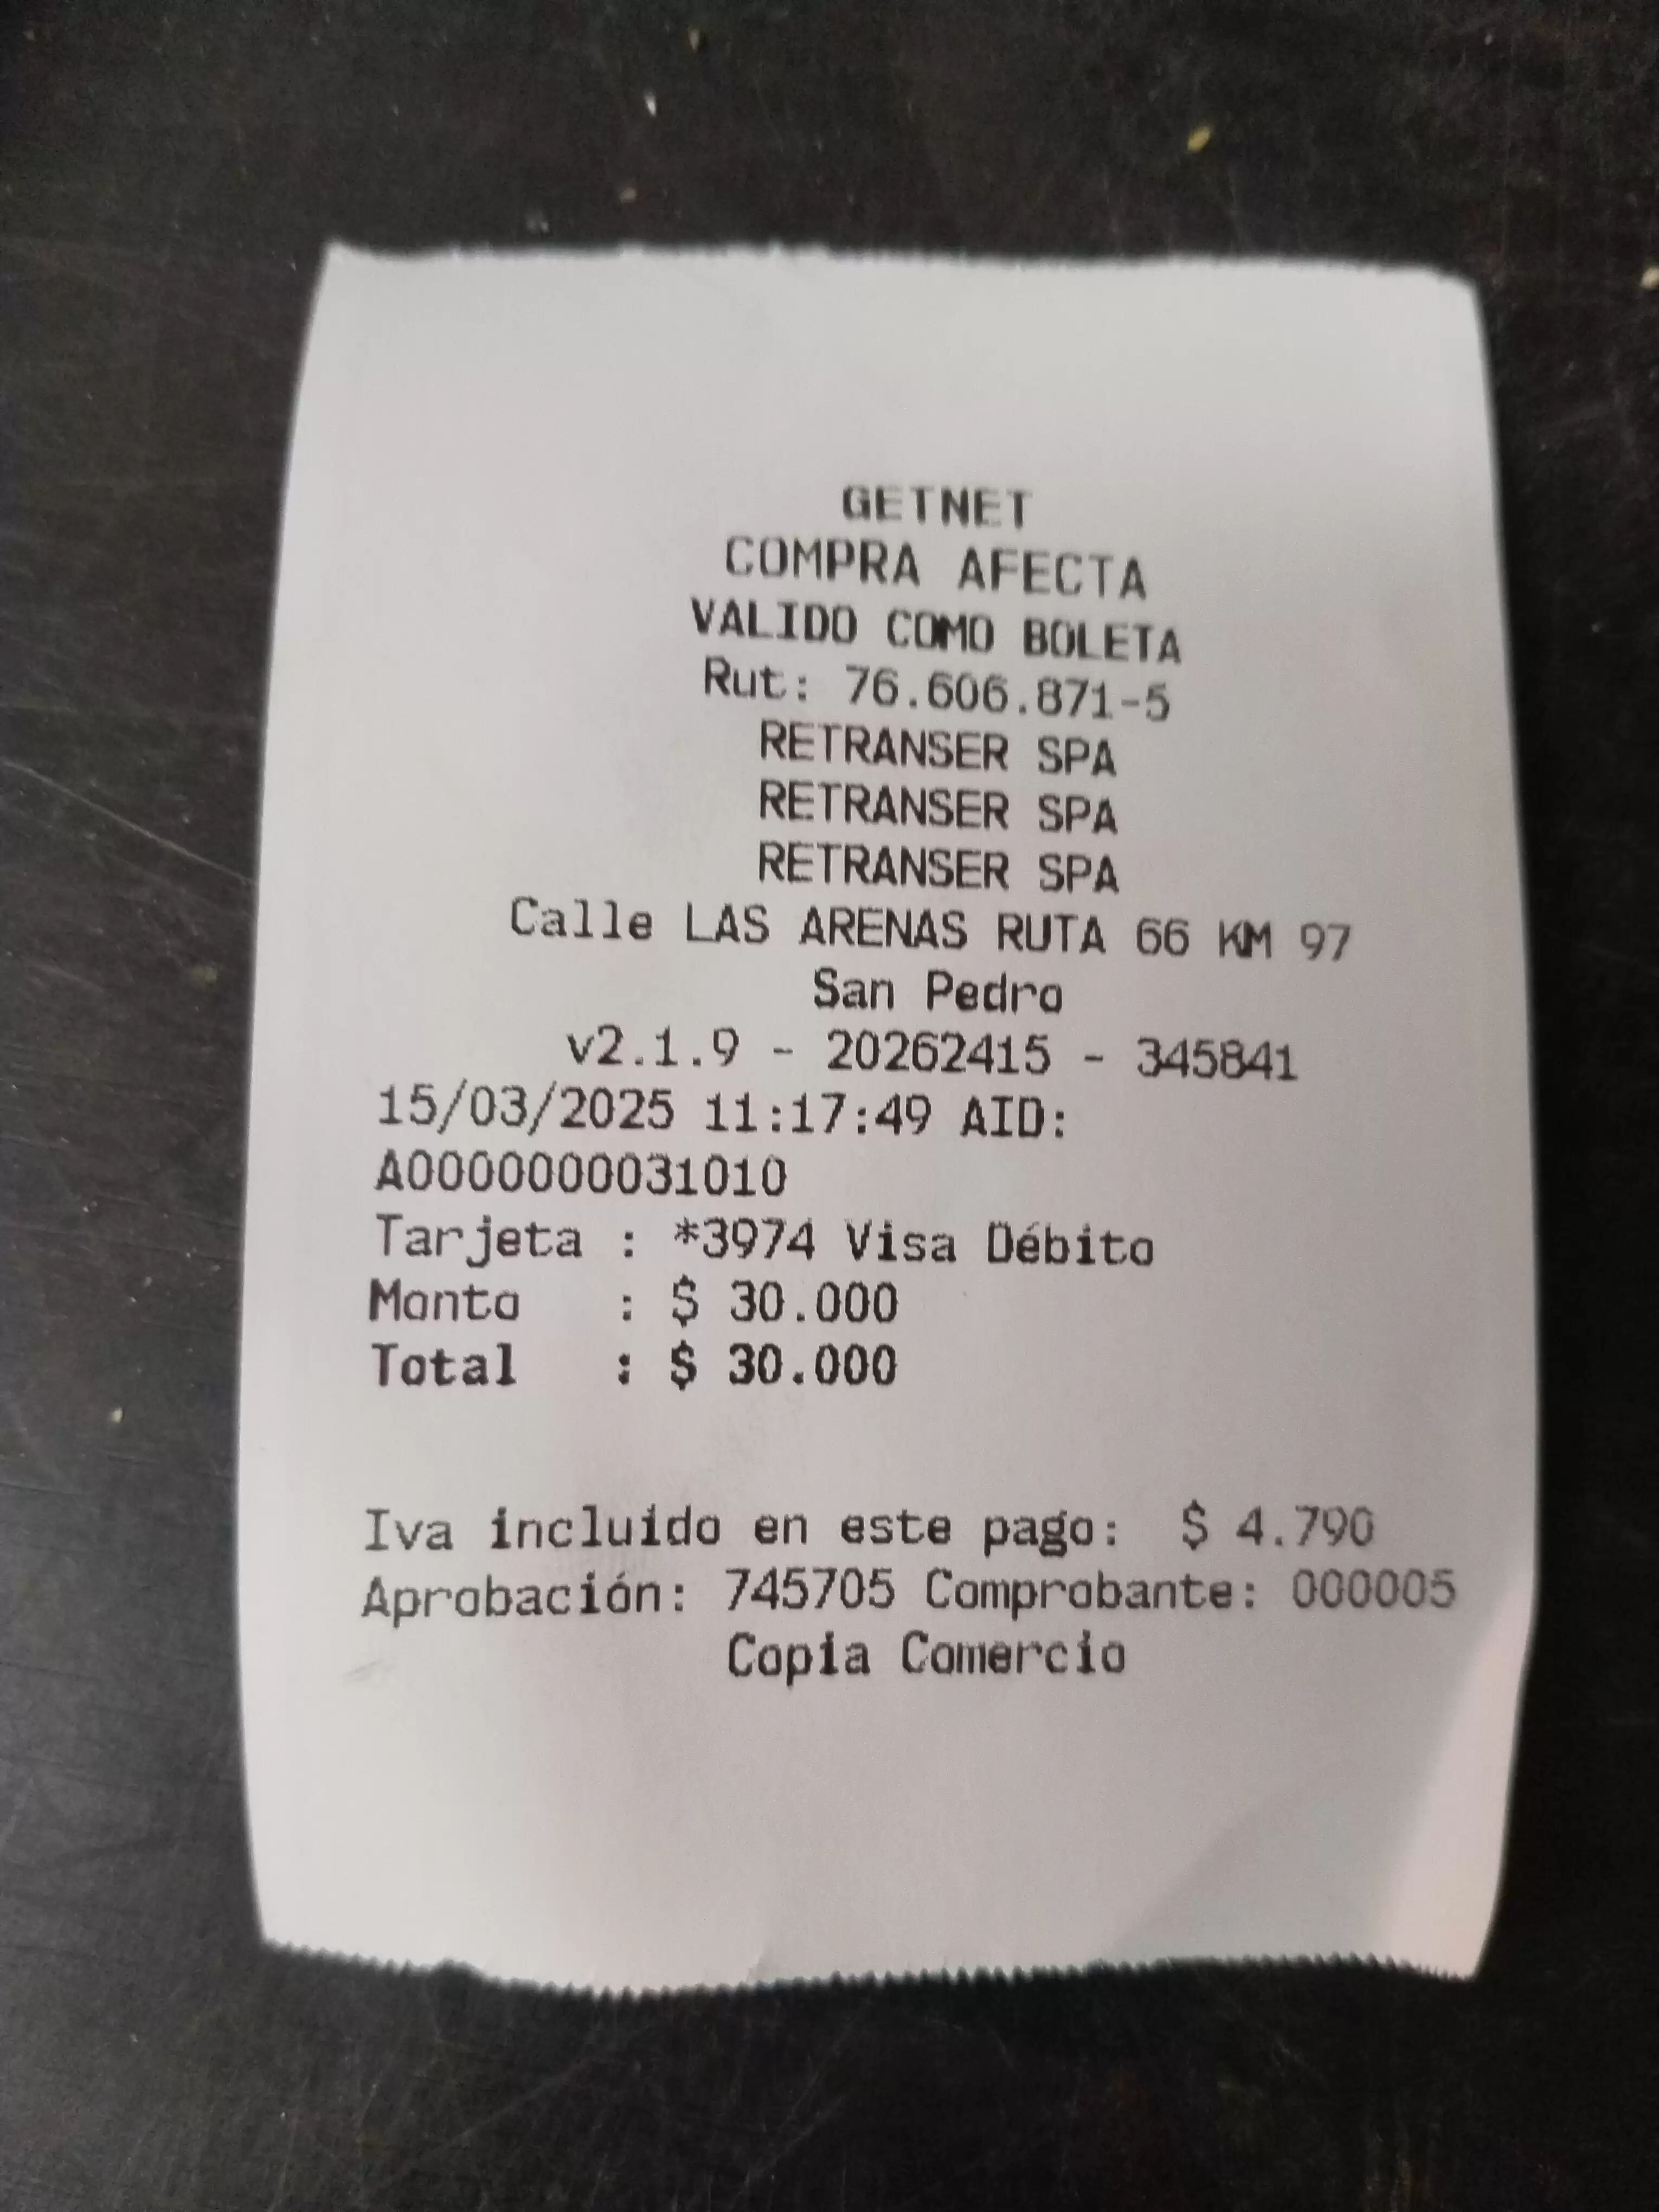 GETNET
COMPRA AFECTA
VALIDO COMO BOLETA
Rut: 76.606.871-5
RETRANSER SPA
RETRANSER SPA
RETRANSER SPA
Calle LAS ARENAS RUTA 66 KM 97
San Pedro
v2.1.9 - 20262415 - 345841
15/03/2025 11:17:49 AID:
A0000000031010
Tarjeta : *3974 Visa Débito
Monto : $ 30.000
Total : $ 30.000
Iva incluido en este pago: $ 4.790
Aprobación: 745705 Comprobante: 000005
Copia Comercio